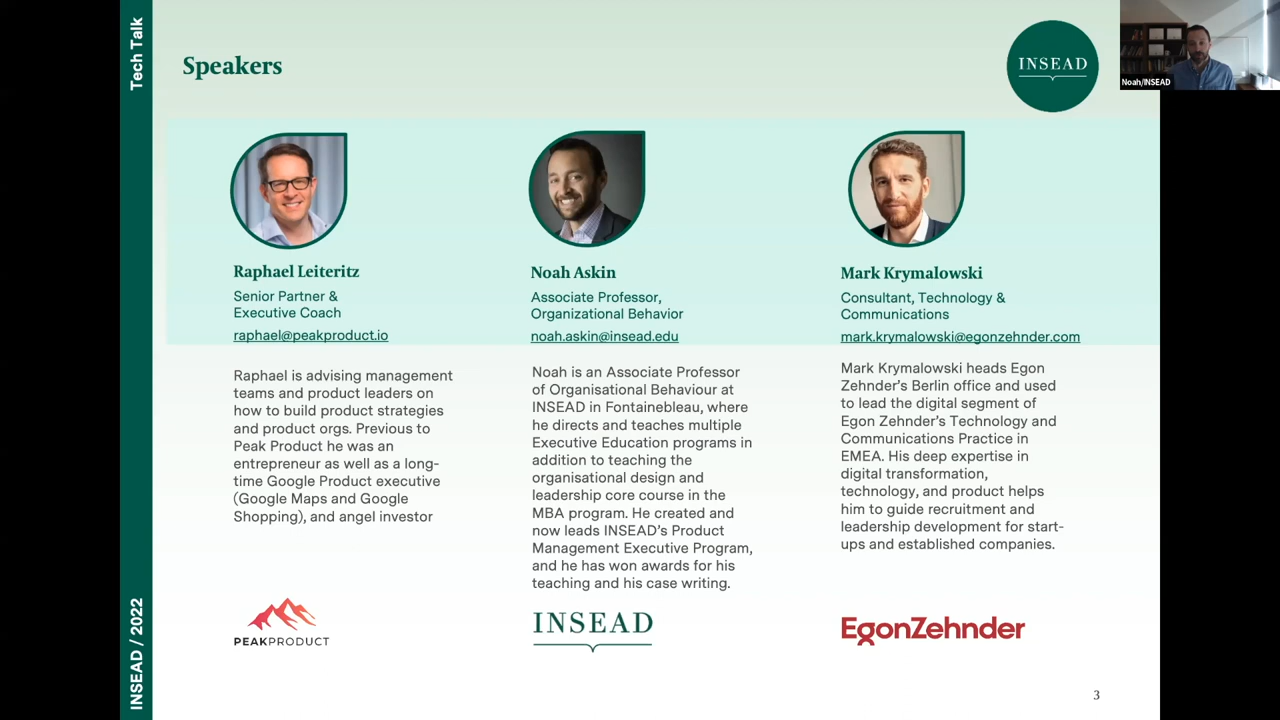 Tech Talk
INSEAD / 2022
Speakers
INSEAD
Noah/INSEAD
Raphael Leiteritz
Senior Partner &
Executive Coach
raphael@peakproduct.io
Raphael is advising management
teams and product leaders on
how to build product strategies
and product orgs. Previous to
Peak Product he was an
entrepreneur as well as a long-
time Google Product executive
(Google Maps and Google
Shopping), and angel investor
PEAKPRODUCT
Noah Askin
Associate Professor,
Organizational Behavior
noah.askin@insead.edu
Noah is an Associate Professor
of Organisational Behaviour at
INSEAD in Fontainebleau, where
he directs and teaches multiple
Executive Education programs in
addition to teaching the
organisational design and
leadership core course in the
MBA program. He created and
now leads INSEAD's Product
Management Executive Program,
and he has won awards for his
teaching and his case writing.
INSEAD
Mark Krymalowski
Consultant, Technology &
Communications
mark.krymalowski@egonzehnder.com
Mark Krymalowski heads Egon
Zehnder's Berlin office and used
to lead the digital segment of
Egon Zehnder's Technology and
Communications Practice in
EMEA. His deep expertise in
digital transformation,
technology, and product helps
him to guide recruitment and
leadership development for start-
ups and established companies.
EgonZehnder
3